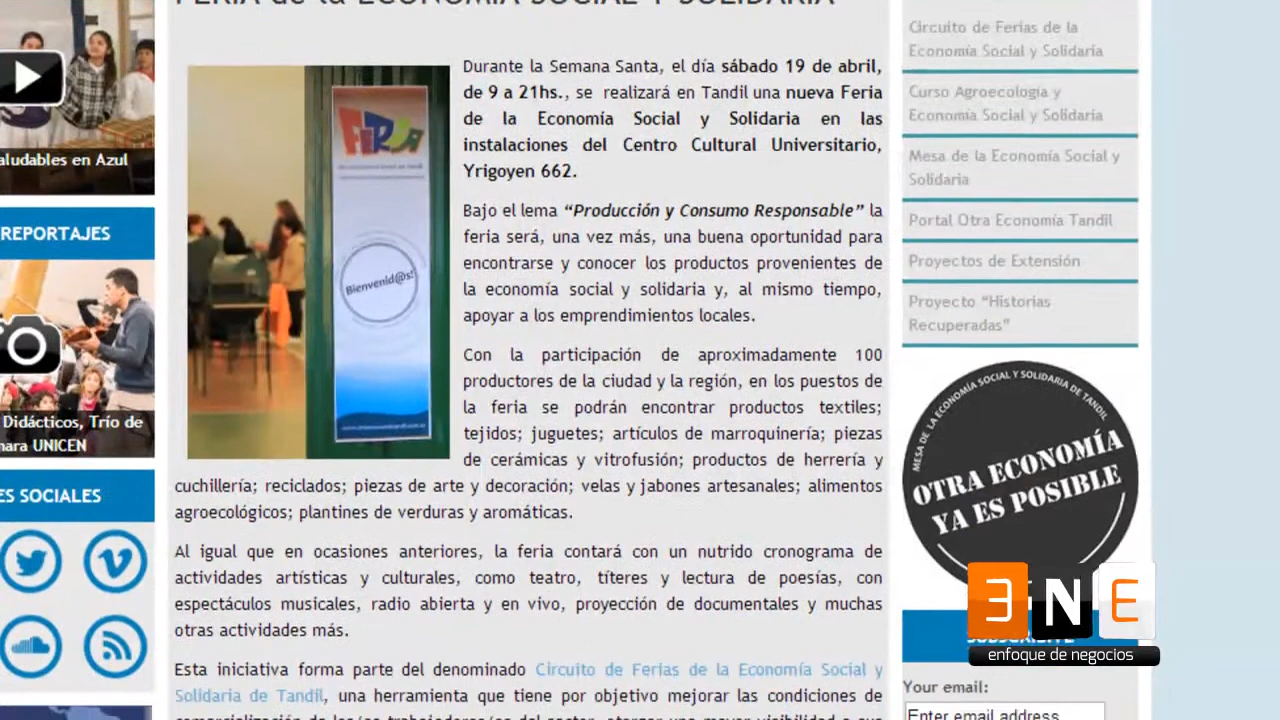 FERIA de la ECONOMÍA SOCIAL Y SOLIDARIA
Durante la Semana Santa, el día sábado 19 de abril,
de 9 a 21hs., se realizará en Tandil una nueva Feria
de la Economía Social y Solidaria en las
instalaciones del Centro Cultural Universitario,
Yrigoyen 662.
Bajo el lema “Producción y Consumo Responsable” la
feria será, una vez más, una buena oportunidad para
encontrarse y conocer los productos provenientes de
la economía social y solidaria y, al mismo tiempo,
apoyar a los emprendimientos locales.
Con la participación de aproximadamente 100
productores de la ciudad y la región, en los puestos de
la feria se podrán encontrar productos textiles;
tejidos; juguetes; artículos de marroquinería; piezas
de cerámicas y vitrofusión; productos de herrería y
cuchillería; reciclados; piezas de arte y decoración; velas y jabones artesanales; alimentos
agroecológicos; plantines de verduras y aromáticas.
Al igual que en ocasiones anteriores, la feria contará con un nutrido cronograma de
actividades artísticas y culturales, como teatro, títeres y lectura de poesías, con
espectáculos musicales, radio abierta y en vivo, proyección de documentales y muchas
otras actividades más.
Esta iniciativa forma parte del denominado Circuito de Ferias de la Economía Social y
Solidaria de Tandil, una herramienta que tiene por objetivo mejorar las condiciones de
FERIA
Bienvenid@s!
aludables en Azul
REPORTAJES
Didácticos, Trío de
mara UNICEN
ES SOCIALES
Circuito de Ferias de la
Economía Social y Solidaria
Curso Agroecología y
Economía Social y Solidaria
Mesa de la Economía Social y
Solidaria
Portal Otra Economía Tandil
Proyectos de Extensión
Proyecto “Historias
Recuperadas”
MESA DE LA ECONOMÍA SOCIAL Y SOLIDARIA DE TANDIL
OTRA ECONOMÍA
YA ES POSIBLE
ENE
enfoque de negocios
Your email:
Enter email address